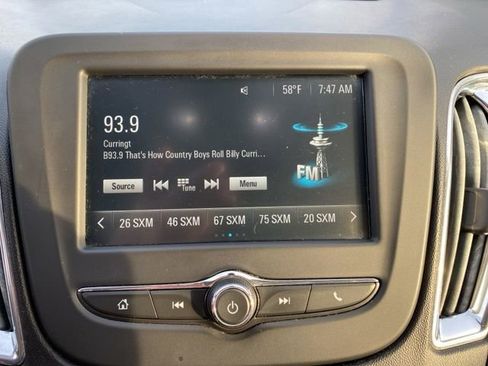 58°F 7:47 AM
93.9
Curringt
B93.9 That's How Country Boys Roll Billy Curri...
FM
Source Tune Menu
26 SXM 46 SXM 67 SXM 75 SXM 20 SXM